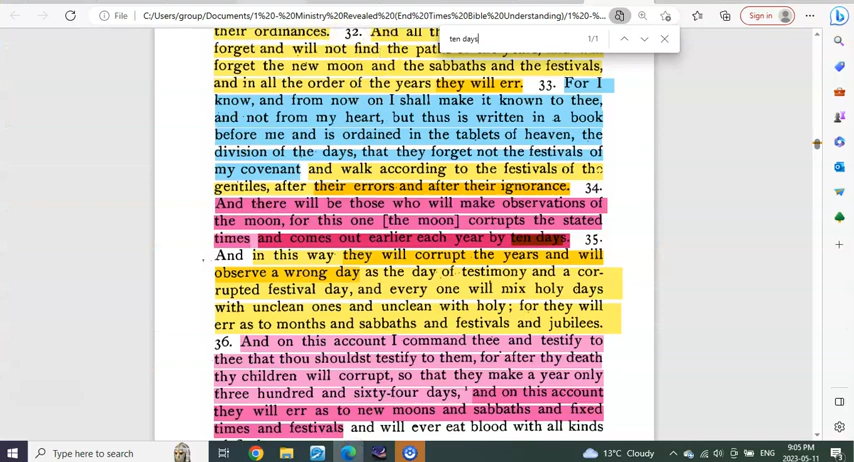 File
C:/Users/group/Documents/1%20-%20Ministry%20Revealed(End%20Times%20Bible%20Understanding)/1%20-%...
Sign in
ten days
1/1
their ordinances. 32. And all th
forget and will not find the path
forget the new moon and the sabbaths and the festivals,
and in all the order of the years they will err. 33. For I
know, and from now on I shall make it known to thee,
and not from my heart, but thus is written in a book
before me and is ordained in the tablets of heaven, the
division of the days, that they forget not the festivals of
my covenant and walk according to the festivals of the
gentiles, after their errors and after their ignorance. 34.
And there will be those who will make observations of
the moon, for this one [the moon] corrupts the stated
times and comes out earlier each year by ten days. 35.
And in this way they will corrupt the years and will
observe a wrong day as the day of testimony and a cor-
rupted festival day, and every one will mix holy days
with unclean ones and unclean with holy; for they will
err as to months and sabbaths and festivals and jubilees.
36. And on this account I command thee and testify to
thee that thou shouldst testify to them, for after thy death
thy children will corrupt, so that they make a year only
three hundred and sixty-four days, and on this account
they will err as to new moons and sabbaths and fixed
times and festivals and will ever eat blood with all kinds
Type here to search
13°C Cloudy
ENG
9:05 PM
2023-05-11